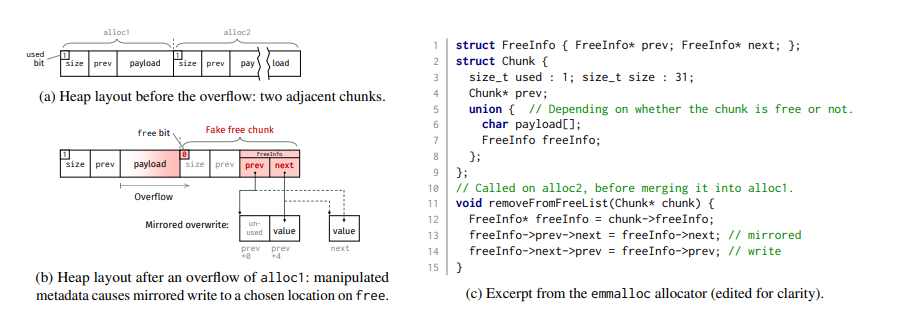 alloc1 alloc2
used bit
1 1
size prev payload size prev pay load
(a) Heap layout before the overflow: two adjacent chunks.
free bit Fake free chunk
1 0 FreeInfo
size prev payload size prev prev next
Overflow
Mirrored overwrite: un-used value value
prev +0 prev +4 next
(b) Heap layout after an overflow of alloc1: manipulated
metadata causes mirrored write to a chosen location on free.
1 struct FreeInfo { FreeInfo* prev; FreeInfo* next; };
2 struct Chunk {
3 size_t used : 1; size_t size : 31;
4 Chunk* prev;
5 union { // Depending on whether the chunk is free or not.
6 char payload[];
7 FreeInfo freeInfo;
8 };
9 };
10 // Called on alloc2, before merging it into alloc1.
11 void removeFromFreeList(Chunk* chunk) {
12 FreeInfo* freeInfo = chunk->freeInfo;
13 freeInfo->prev->next = freeInfo->next; // mirrored
14 freeInfo->next->prev = freeInfo->prev; // write
15 }
(c) Excerpt from the emmalloc allocator (edited for clarity).